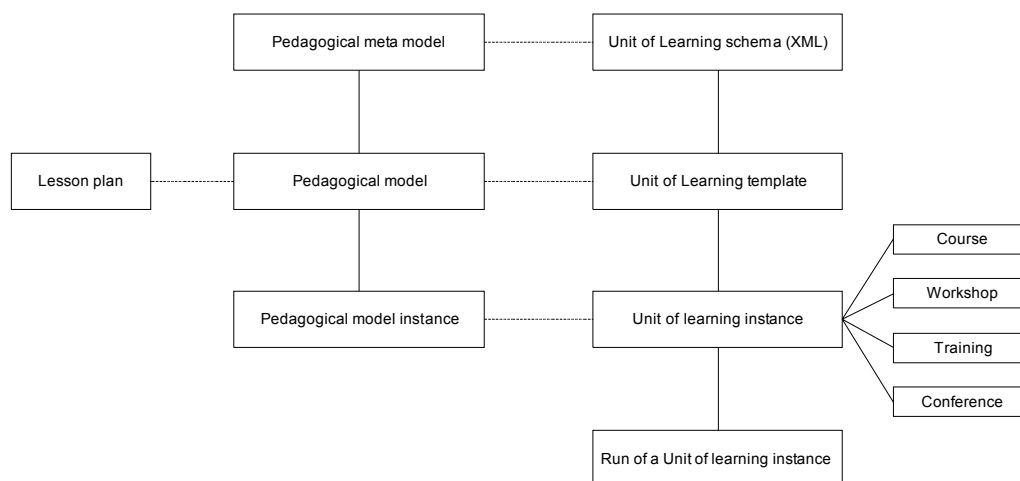 Pedagogical meta model
Unit of Learning schema (XML)
Lesson plan
Pedagogical model
Unit of Learning template
Course
Workshop
Pedagogical model instance
Unit of learning instance
Training
Conference
Run of a Unit of learning instance